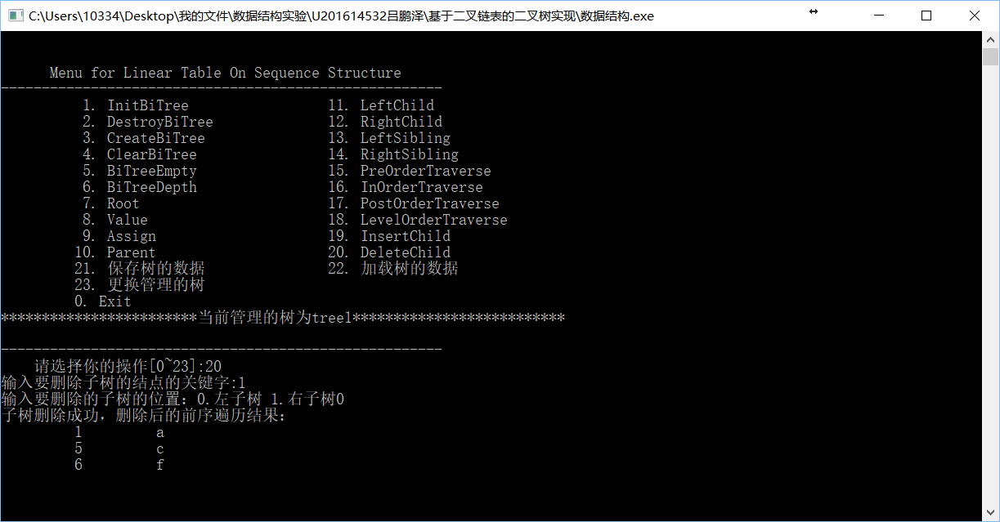 C:\Users\10334\Desktop\我的文件\数据结构实验\U201614532吕鹏泽\基于二叉链表的二叉树实现\数据结构.exe
Menu for Linear Table On Sequence Structure
------------------------------------------------------
1. InitBiTree 11. LeftChild
2. DestroyBiTree 12. RightChild
3. CreateBiTree 13. LeftSibling
4. ClearBiTree 14. RightSibling
5. BiTreeEmpty 15. PreOrderTraverse
6. BiTreeDepth 16. InOrderTraverse
7. Root 17. PostOrderTraverse
8. Value 18. LevelOrderTraverse
9. Assign 19. InsertChild
10. Parent 20. DeleteChild
21. 保存树的数据 22. 加载树的数据
23. 更换管理的树
0. Exit
************************当前管理的树为tree1**************************
------------------------------------------------------
请选择你的操作[0~23]:20
输入要删除子树的结点的关键字:1
输入要删除的子树的位置：0.左子树 1.右子树0
子树删除成功，删除后的前序遍历结果：
1 a
5 c
6 f